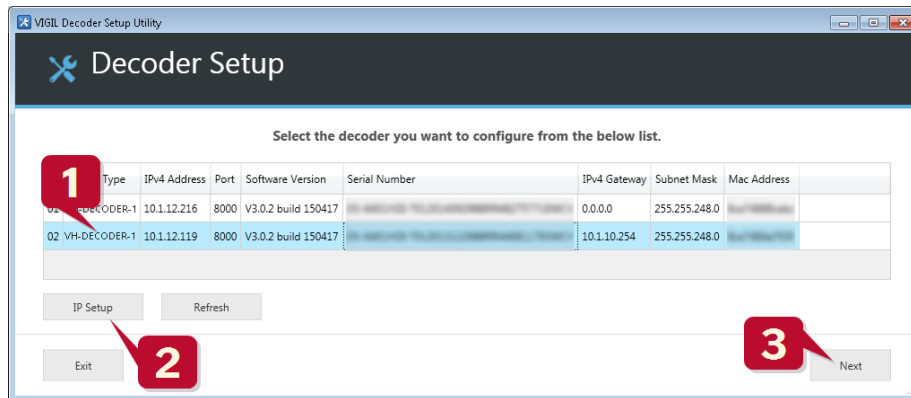 VIGIL Decoder Setup Utility
Decoder Setup
Select the decoder you want to configure from the below list.
1 Type IPv4 Address Port Software Version Serial Number IPv4 Gateway Subnet Mask Mac Address
01 -DECODER-1 10.1.12.216 8000 V3.0.2 build 150417 0.0.0.0 255.255.248.0
02 VH-DECODER-1 10.1.12.119 8000 V3.0.2 build 150417 10.1.10.254 255.255.248.0
IP Setup Refresh
Exit 2 3 Next